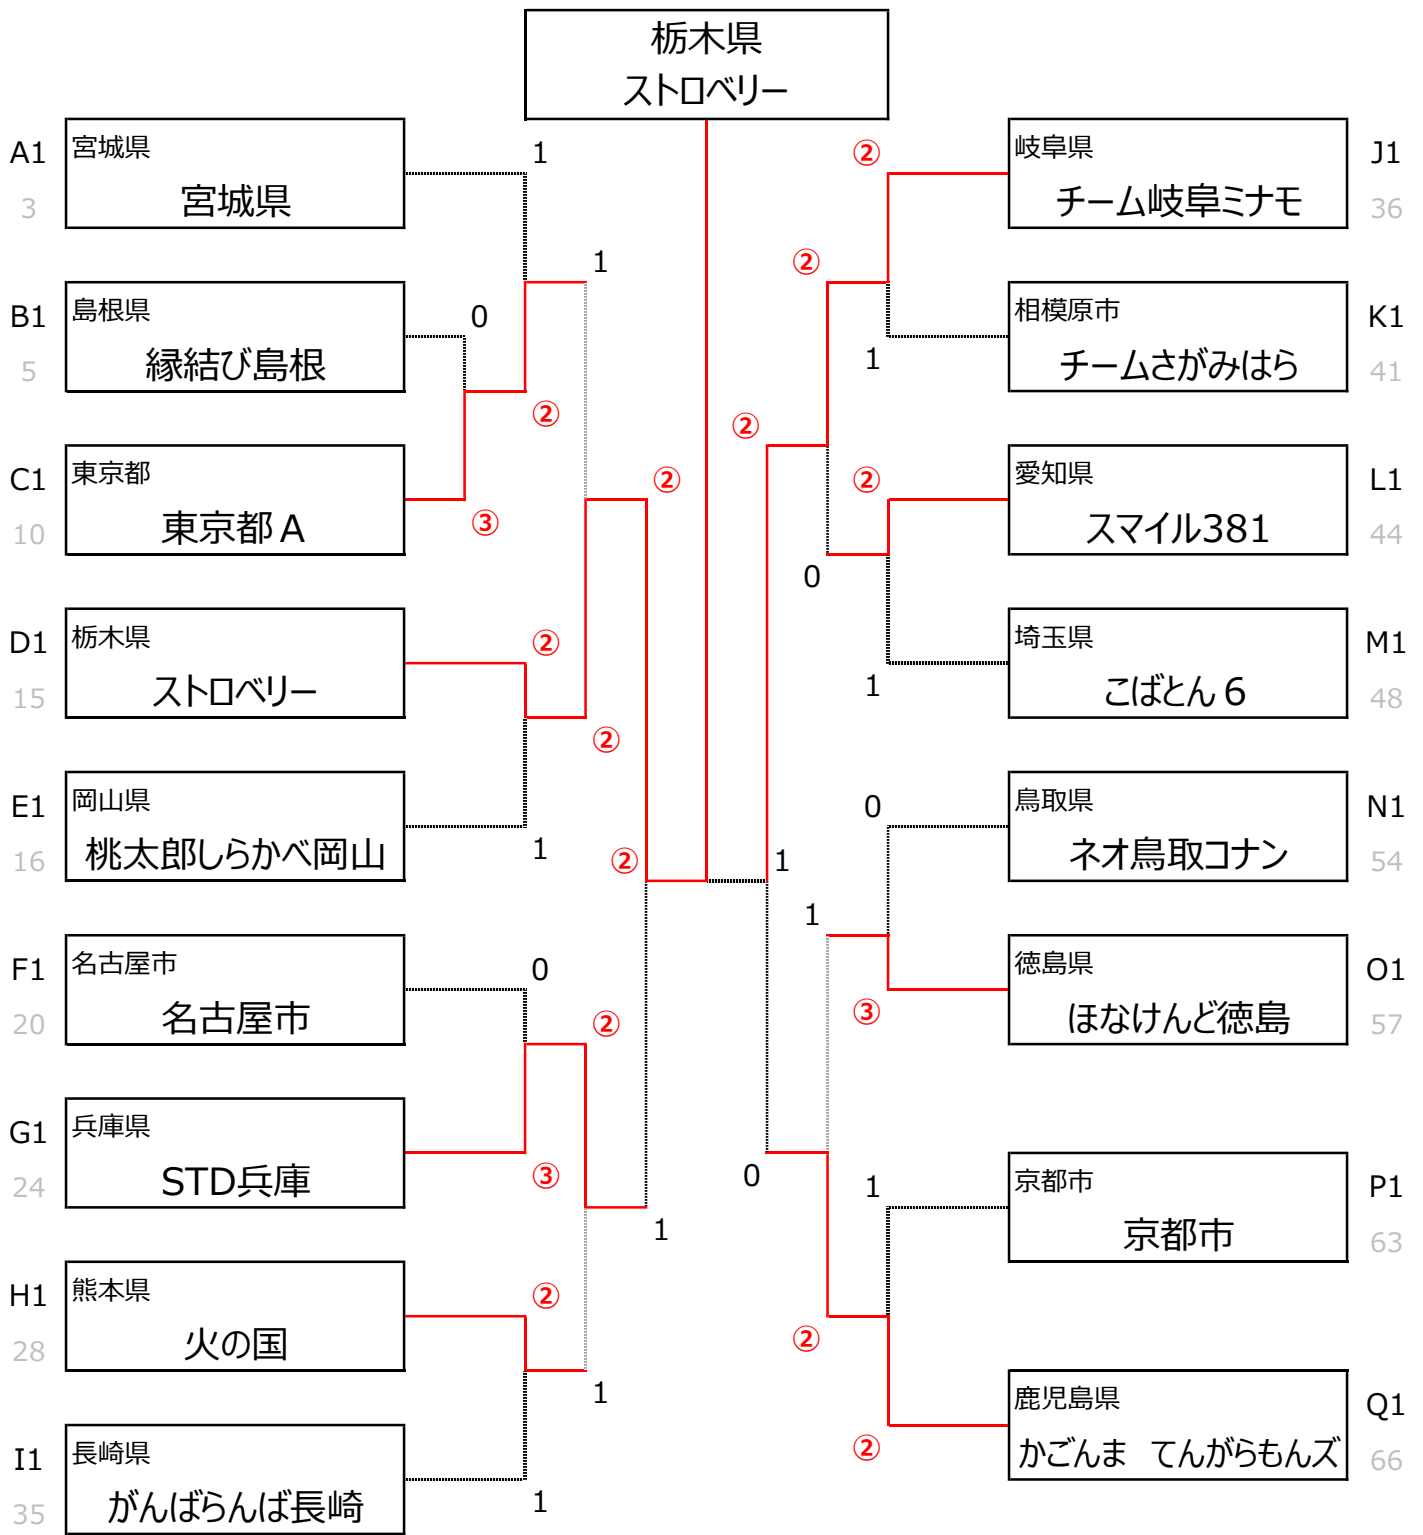 栃木県
ストロベリー
A1
宮城県
宮城県
3
B1
島根県
縁結び島根
5
C1
東京都
東京都A
10
D1
栃木県
ストロベリー
15
E1
岡山県
桃太郎しらかべ岡山
16
F1
名古屋市
名古屋市
20
G1
兵庫県
STD兵庫
24
H1
熊本県
火の国
28
I1
長崎県
がんばらんば長崎
35
1
1
0
②
③
②
②
②
1
②
0
②
③
1
②
1
1
②
②
1
②
②
0
1
1
0
1
③
0
1
②
②
J1
岐阜県
チーム岐阜ミナモ
36
K1
相模原市
チームさがみはら
41
L1
愛知県
スマイル381
44
M1
埼玉県
こばとん6
48
N1
鳥取県
ネオ鳥取コナン
54
O1
徳島県
ほなけんど徳島
57
P1
京都市
京都市
63
Q1
鹿児島県
かごんま　てんがらもんズ
66